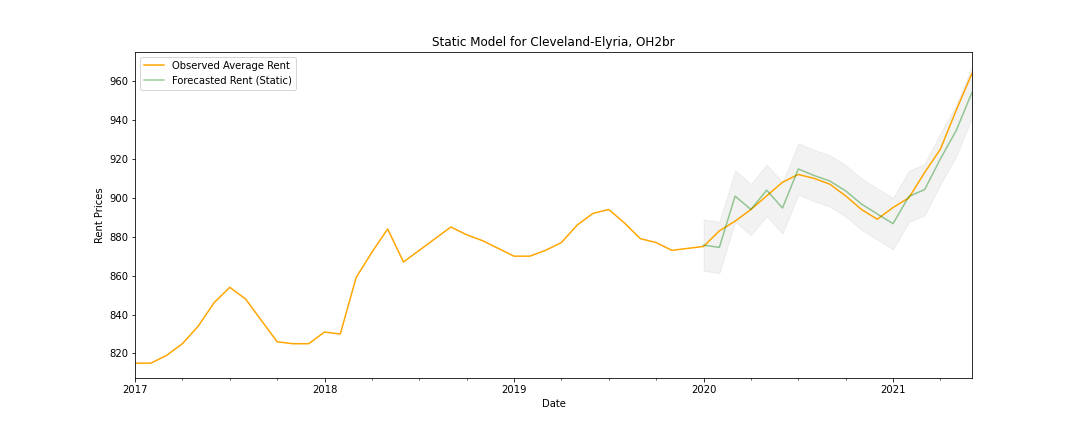 Static Model for Cleveland-Elyria, OH2br
Observed Average Rent
Forecasted Rent (Static)
960
940
920
900
880
860
840
820
Rent Prices
2017
2018
2019
2020
2021
Date